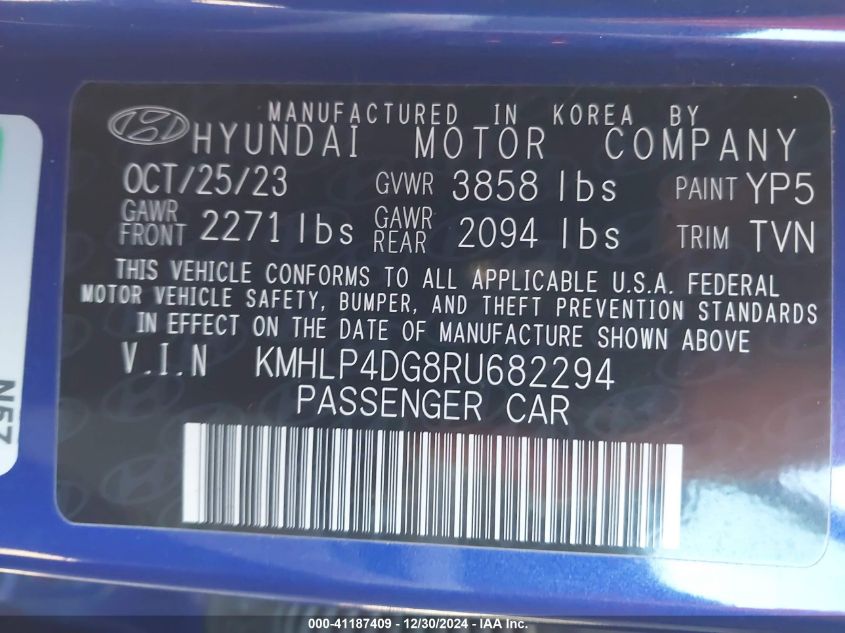 MANUFACTURED IN KOREA BY
HYUNDAI MOTOR COMPANY
OCT/25/23 GVWR 3858 lbs PAINT YP5
GAWR FRONT 2271 lbs GAWR REAR 2094 lbs TRIM TVN
THIS VEHICLE CONFORMS TO ALL APPLICABLE U.S.A. FEDERAL
MOTOR VEHICLE SAFETY, BUMPER, AND THEFT PREVENTION STANDARDS
IN EFFECT ON THE DATE OF MANUFACTURE SHOWN ABOVE
V.I.N KMHLP4DG8RU682294
PASSENGER CAR
N57
000-41187409 - 12/30/2024 - IAA Inc.